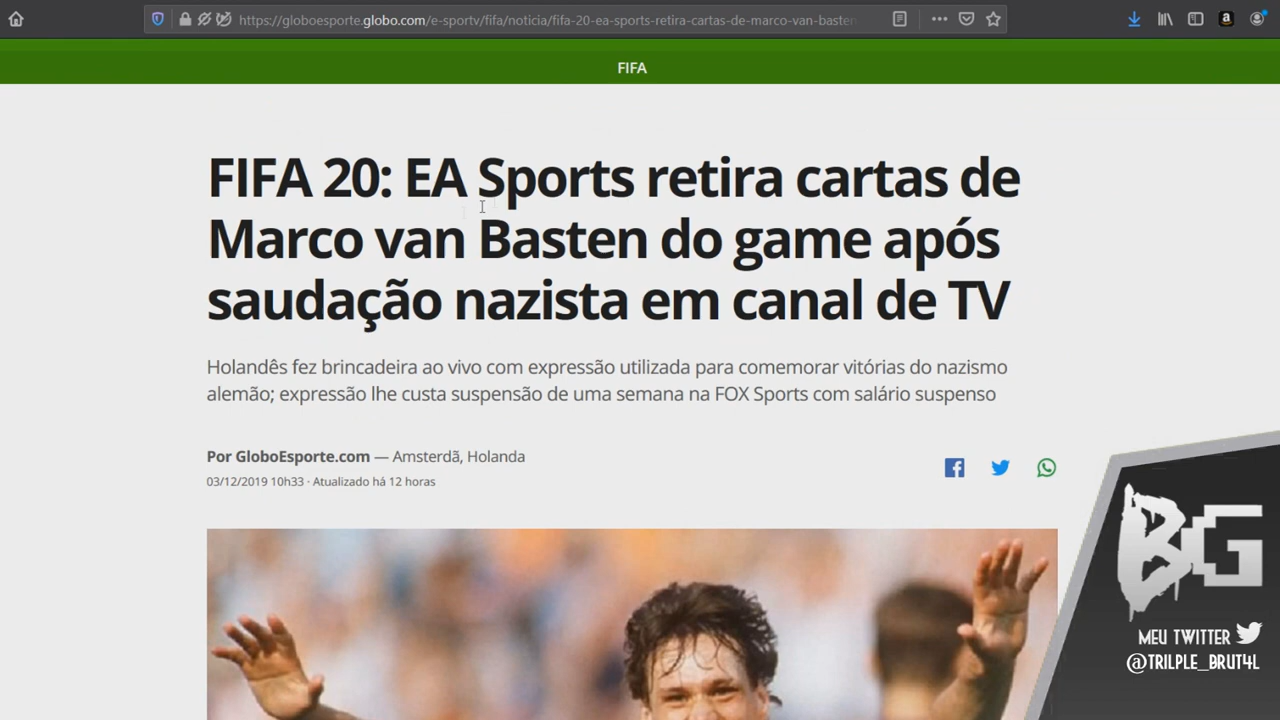 https://globoesporte.globo.com/e-sportv/fifa/noticia/fifa-20-ea-sports-retira-cartas-de-marco-van-basten
FIFA
FIFA 20: EA Sports retira cartas de
Marco van Basten do game após
saudação nazista em canal de TV
Holandês fez brincadeira ao vivo com expressão utilizada para comemorar vitórias do nazismo
alemão; expressão lhe custa suspensão de uma semana na FOX Sports com salário suspenso
Por GloboEsporte.com — Amsterdã, Holanda
03/12/2019 10h33 · Atualizado há 12 horas
BG
MEU TWITTER
@TRILPLE_BRUT4L